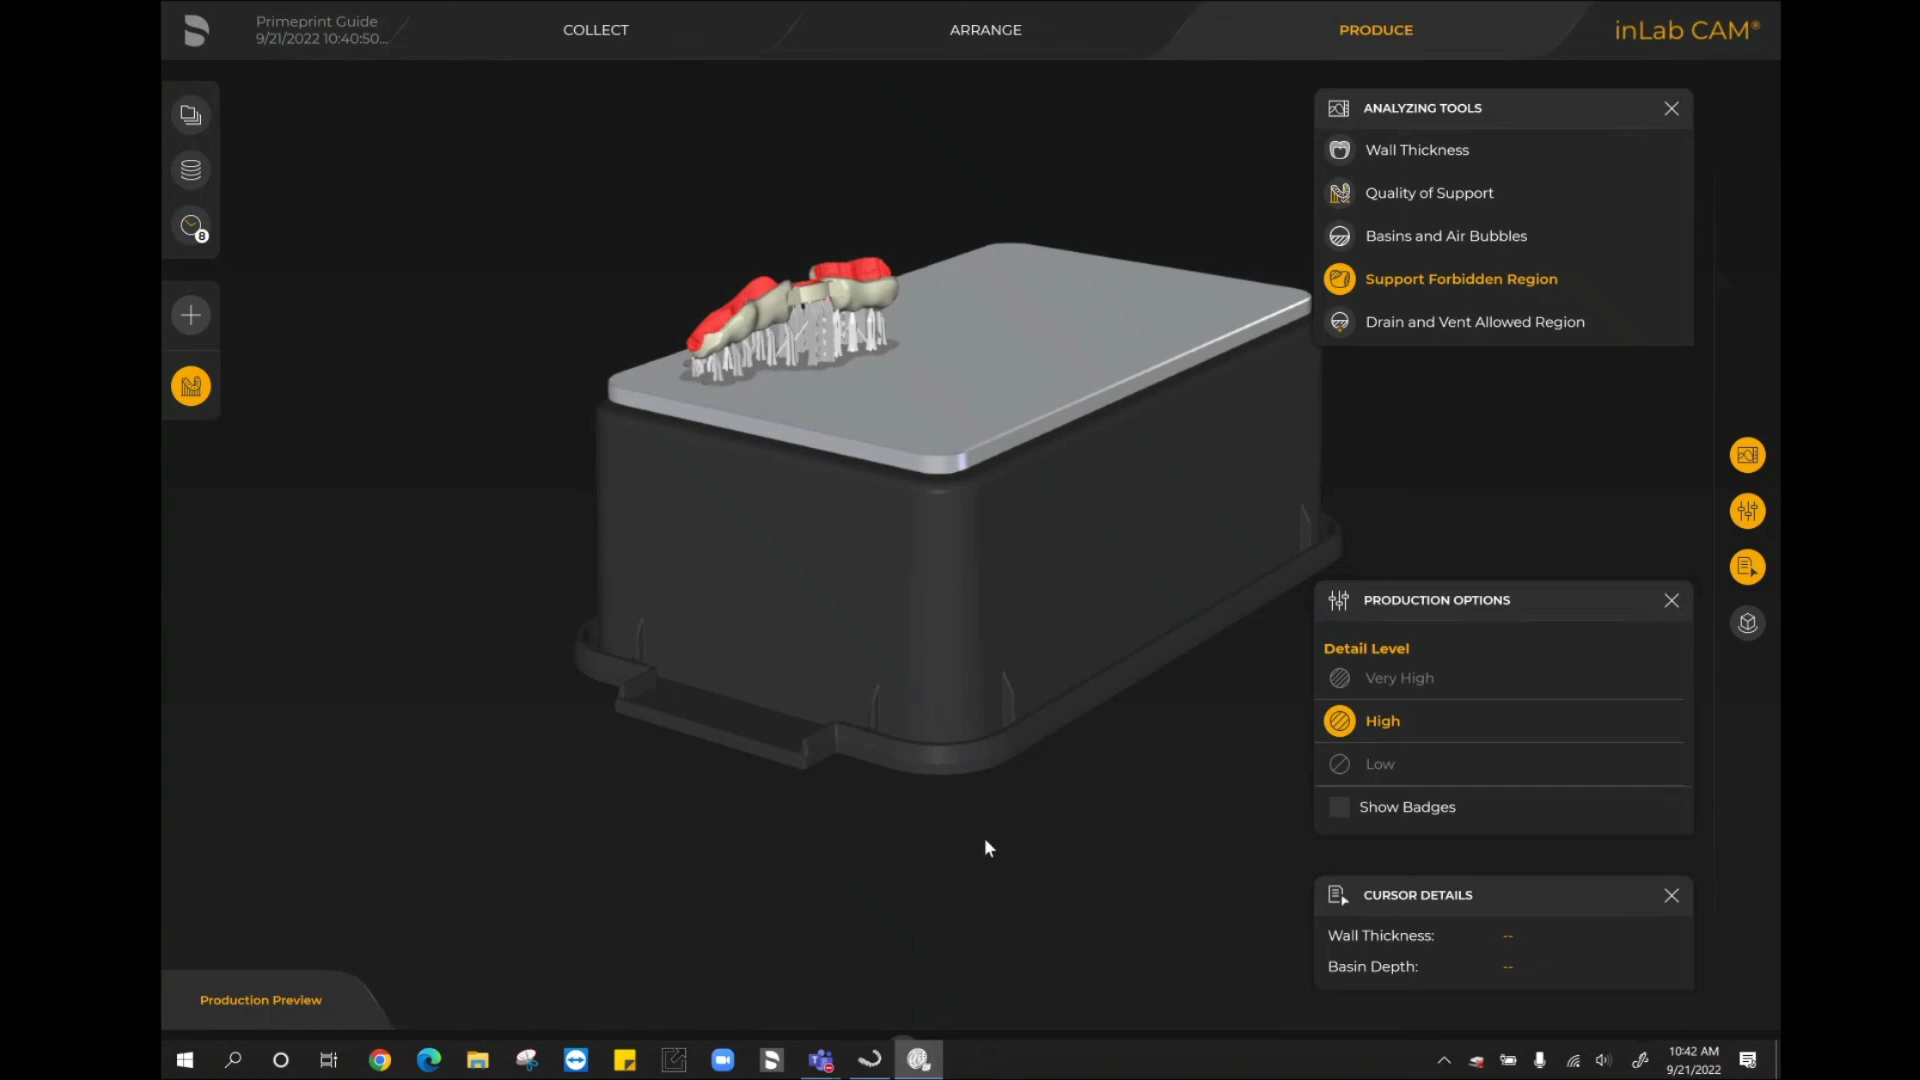 Primeprint Guide
9/21/2022 10:40:50...
COLLECT
ARRANGE
PRODUCE
inLab CAM®
8
ANALYZING TOOLS
Wall Thickness
Quality of Support
Basins and Air Bubbles
Support Forbidden Region
Drain and Vent Allowed Region
PRODUCTION OPTIONS
Detail Level
Very High
High
Low
Show Badges
CURSOR DETAILS
Wall Thickness: --
Basin Depth: --
Production Preview
10:42 AM
9/21/2022